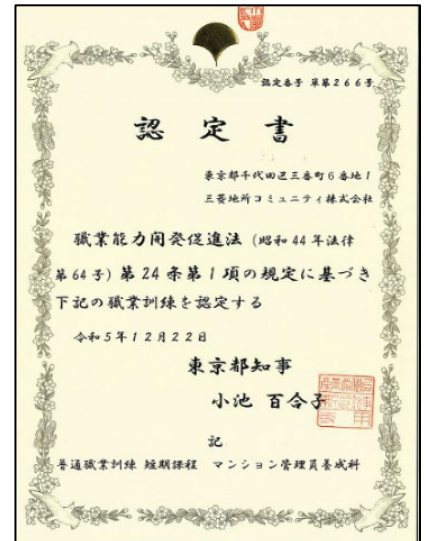 認定番号 単第266号
認定書
東京都千代田区三番町6番地1
三菱地所コミュニティ株式会社
職業能力開発促進法（昭和44年法律
第64号）第24条第1項の規定に基づき
下記の職業訓練を認定する
令和5年12月22日
東京都知事
小池 百合子
記
普通職業訓練 短期課程 マンション管理員養成科